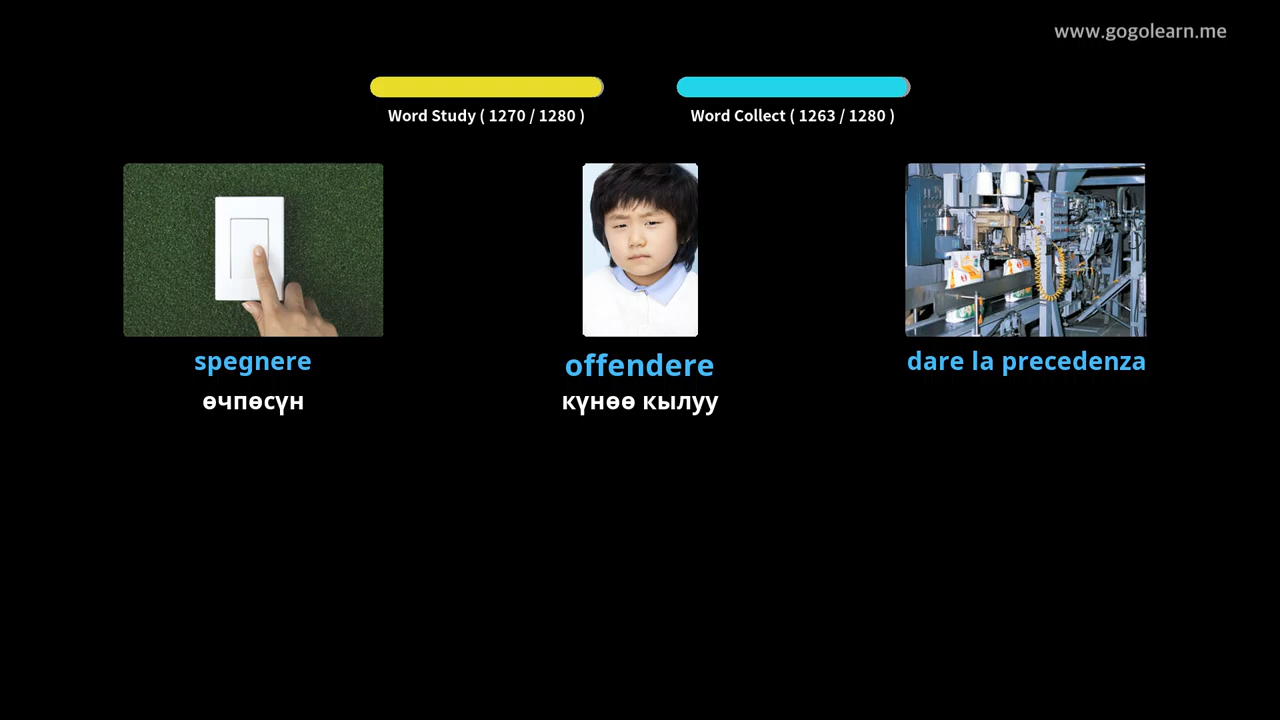 www.gogolearn.me
Word Study ( 1270 / 1280 )
Word Collect ( 1263 / 1280 )
spegnere
өчпөсүн
offendere
күнөө кылуу
dare la precedenza